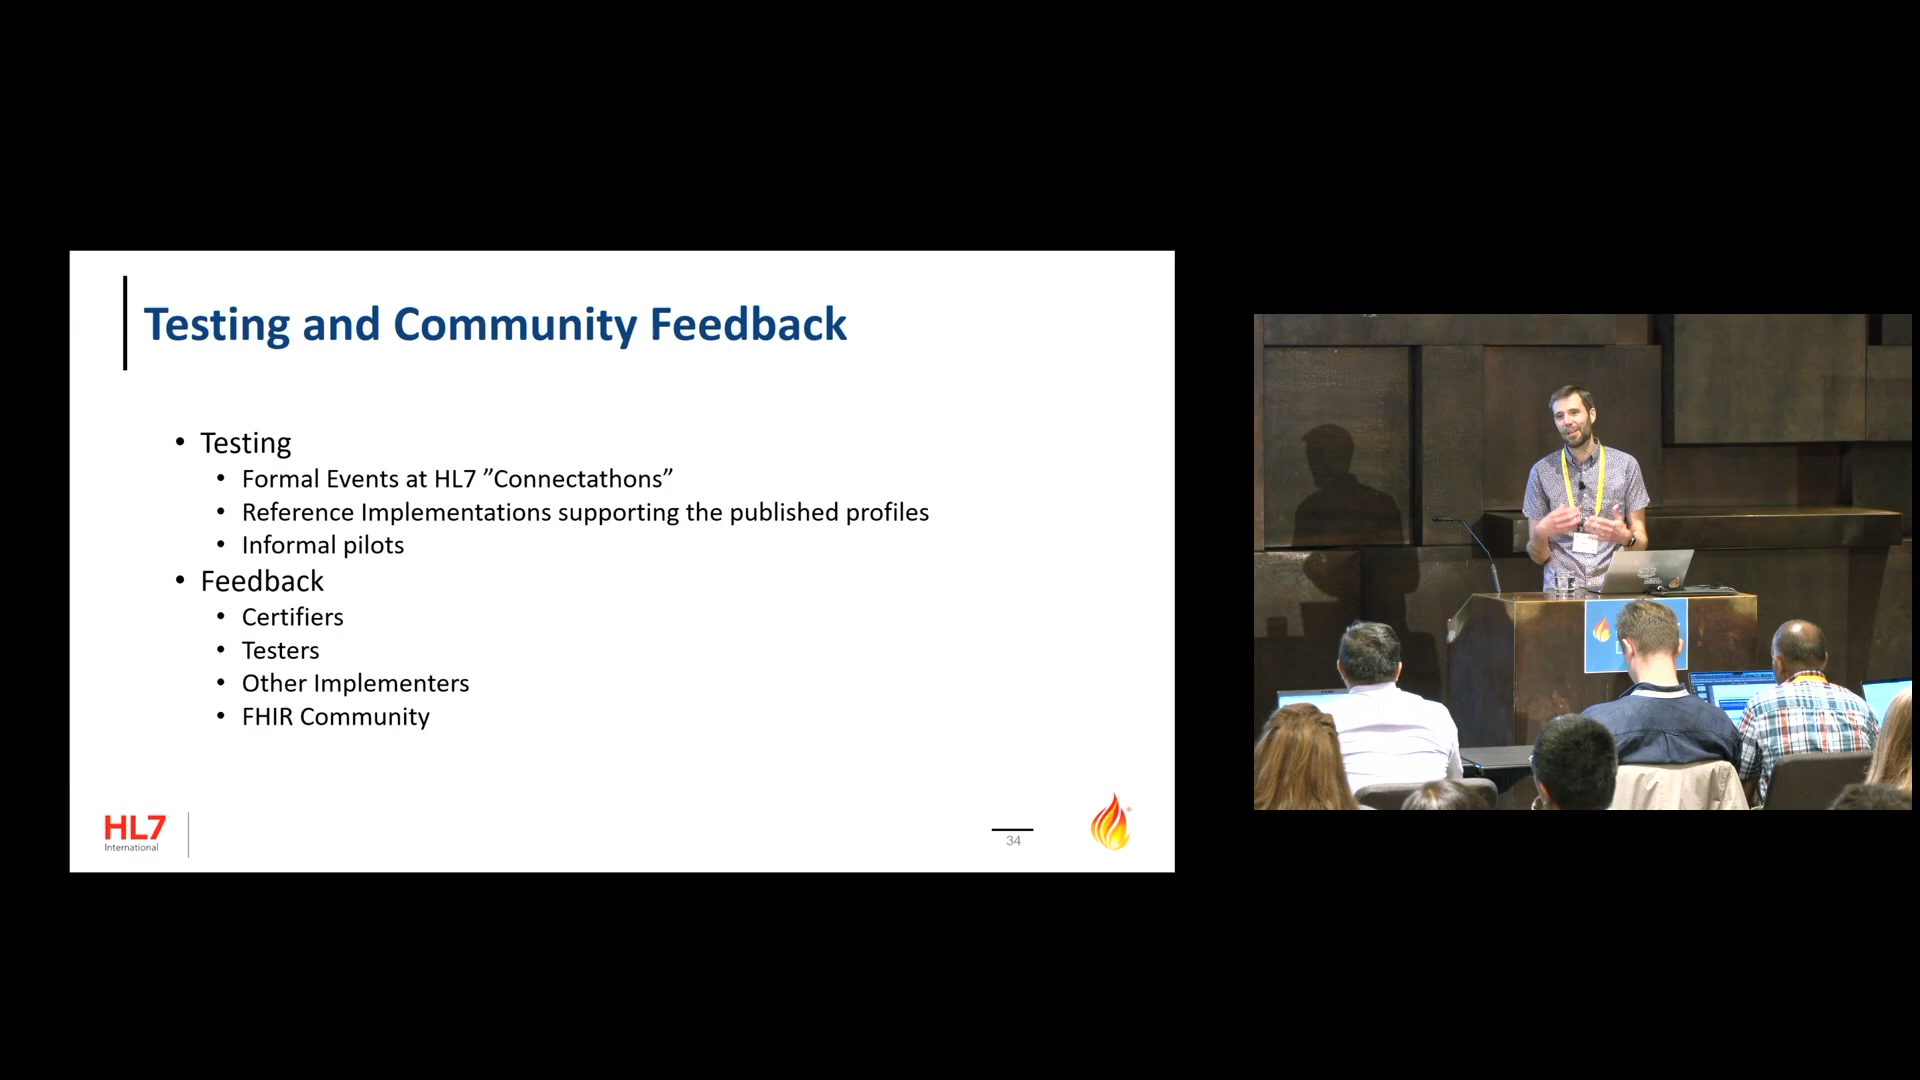 Testing and Community Feedback
• Testing
• Formal Events at HL7 ”Connectathons”
• Reference Implementations supporting the published profiles
• Informal pilots
• Feedback
• Certifiers
• Testers
• Other Implementers
• FHIR Community
HL7
International
34